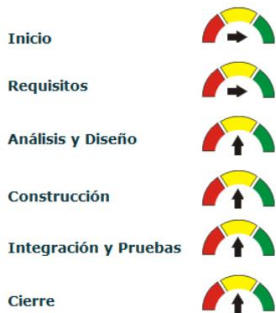 Inicio
Requisitos
Análisis y Diseño
Construcción
Integración y Pruebas
Cierre